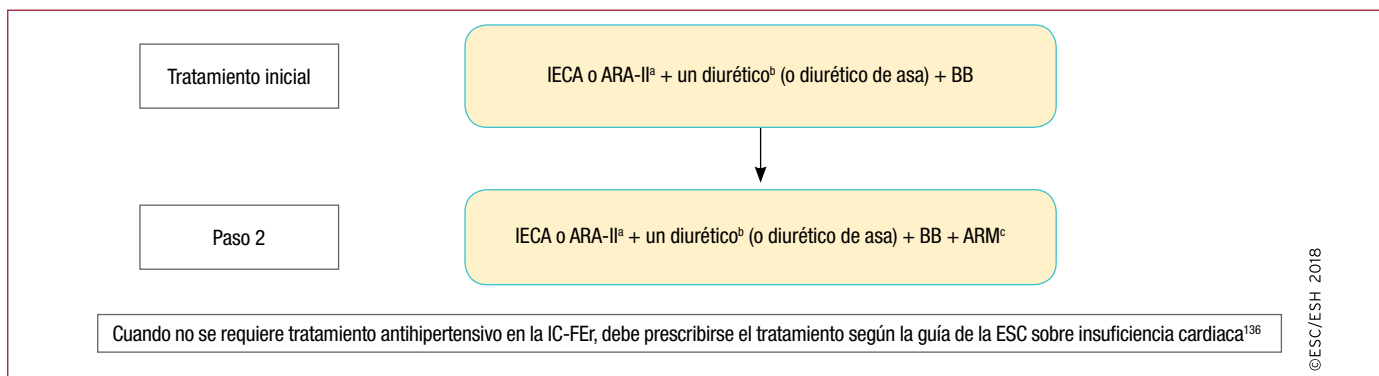 Tratamiento inicial
IECA o ARA-IIᵃ + un diuréticoᵇ (o diurético de asa) + BB
Paso 2
IECA o ARA-IIᵃ + un diuréticoᵇ (o diurético de asa) + BB + ARMᶜ
Cuando no se requiere tratamiento antihipertensivo en la IC-FEr, debe prescribirse el tratamiento según la guía de la ESC sobre insuficiencia cardiaca¹³⁶
©ESC/ESH 2018